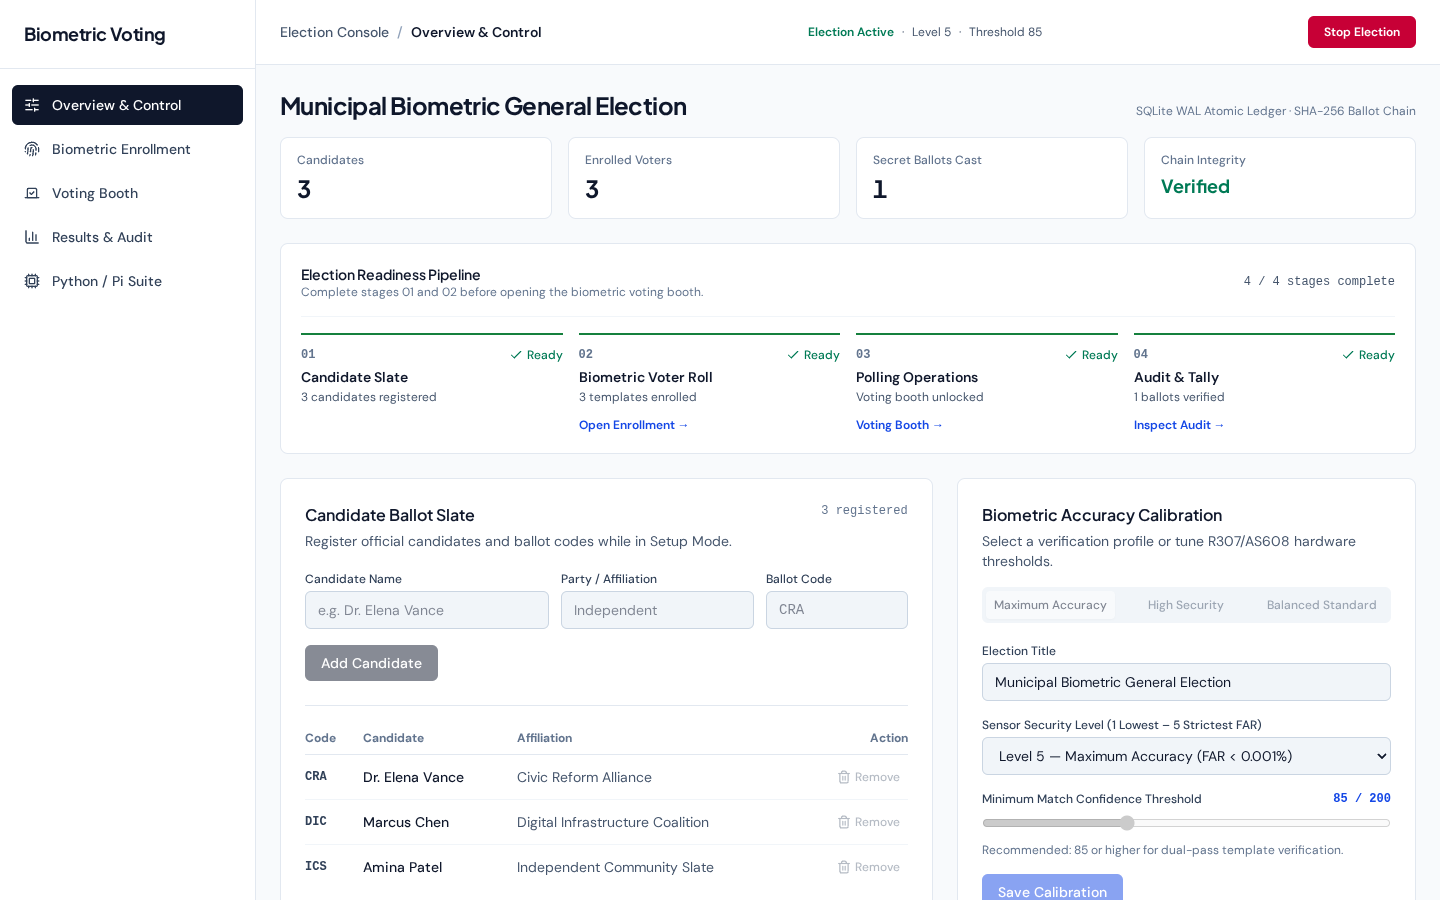 Biometric Voting
Overview & Control
Biometric Enrollment
Voting Booth
Results & Audit
Python / Pi Suite
Election Console / Overview & Control
Election Active · Level 5 · Threshold 85
Stop Election
Municipal Biometric General Election
SQLite WAL Atomic Ledger · SHA-256 Ballot Chain
Candidates
3
Enrolled Voters
3
Secret Ballots Cast
1
Chain Integrity
Verified
Election Readiness Pipeline
Complete stages 01 and 02 before opening the biometric voting booth.
4 / 4 stages complete
01 Ready
Candidate Slate
3 candidates registered
02 Ready
Biometric Voter Roll
3 templates enrolled
Open Enrollment →
03 Ready
Polling Operations
Voting booth unlocked
Voting Booth →
04 Ready
Audit & Tally
1 ballots verified
Inspect Audit →
Candidate Ballot Slate
3 registered
Register official candidates and ballot codes while in Setup Mode.
Candidate Name Party / Affiliation Ballot Code
e.g. Dr. Elena Vance Independent CRA
Add Candidate
Code Candidate Affiliation Action
CRA Dr. Elena Vance Civic Reform Alliance Remove
DIC Marcus Chen Digital Infrastructure Coalition Remove
ICS Amina Patel Independent Community Slate Remove
Biometric Accuracy Calibration
Select a verification profile or tune R307/AS608 hardware
thresholds.
Maximum Accuracy High Security Balanced Standard
Election Title
Municipal Biometric General Election
Sensor Security Level (1 Lowest – 5 Strictest FAR)
Level 5 — Maximum Accuracy (FAR < 0.001%)
Minimum Match Confidence Threshold 85 / 200
Recommended: 85 or higher for dual-pass template verification.
Save Calibration